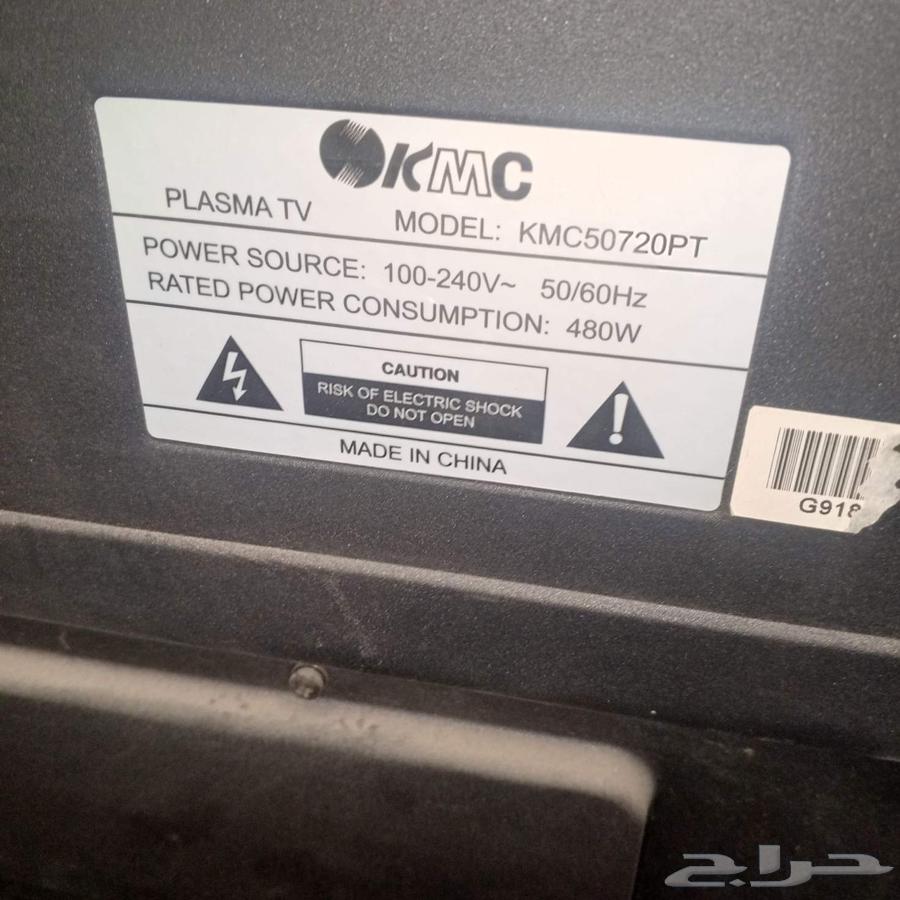 KMC
PLASMA TV MODEL: KMC50720PT
POWER SOURCE: 100-240V~ 50/60Hz
RATED POWER CONSUMPTION: 480W
CAUTION
RISK OF ELECTRIC SHOCK
DO NOT OPEN
MADE IN CHINA
G918
حراج